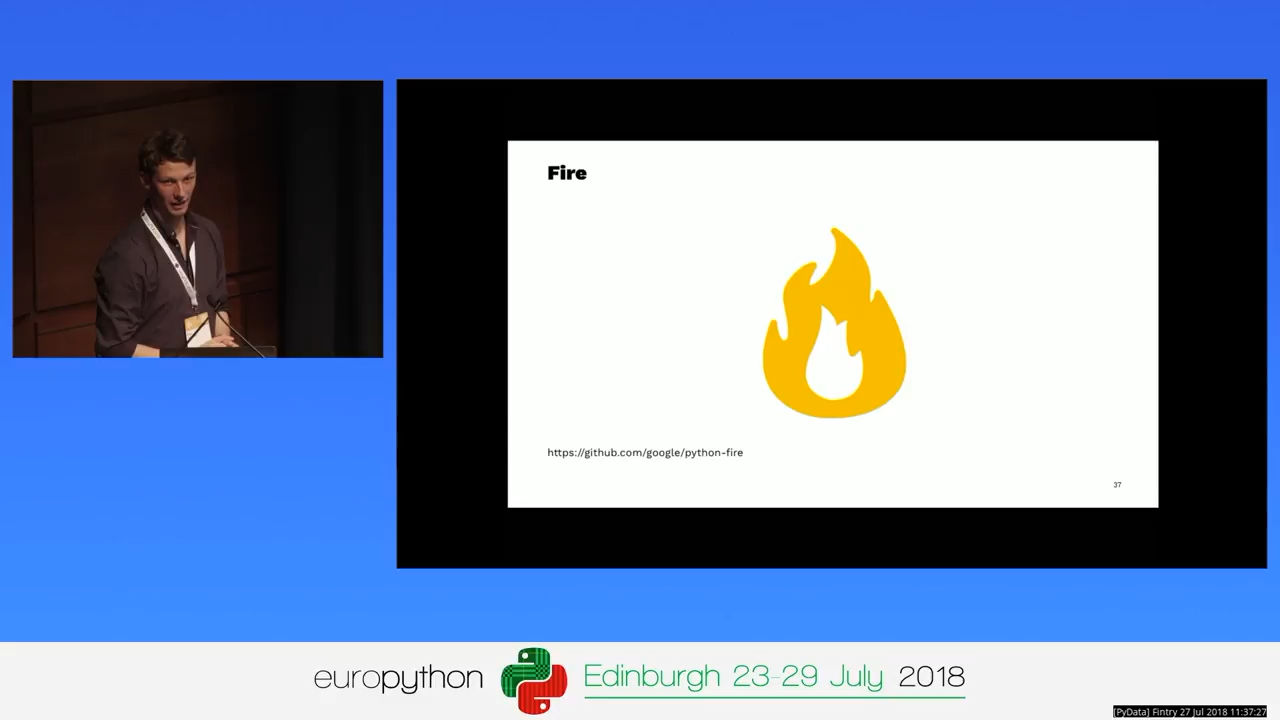 Fire
https://github.com/google/python-fire
37
europython
Edinburgh 23-29 July 2018
[PyData] Fintry 27 Jul 2018 11:37:27